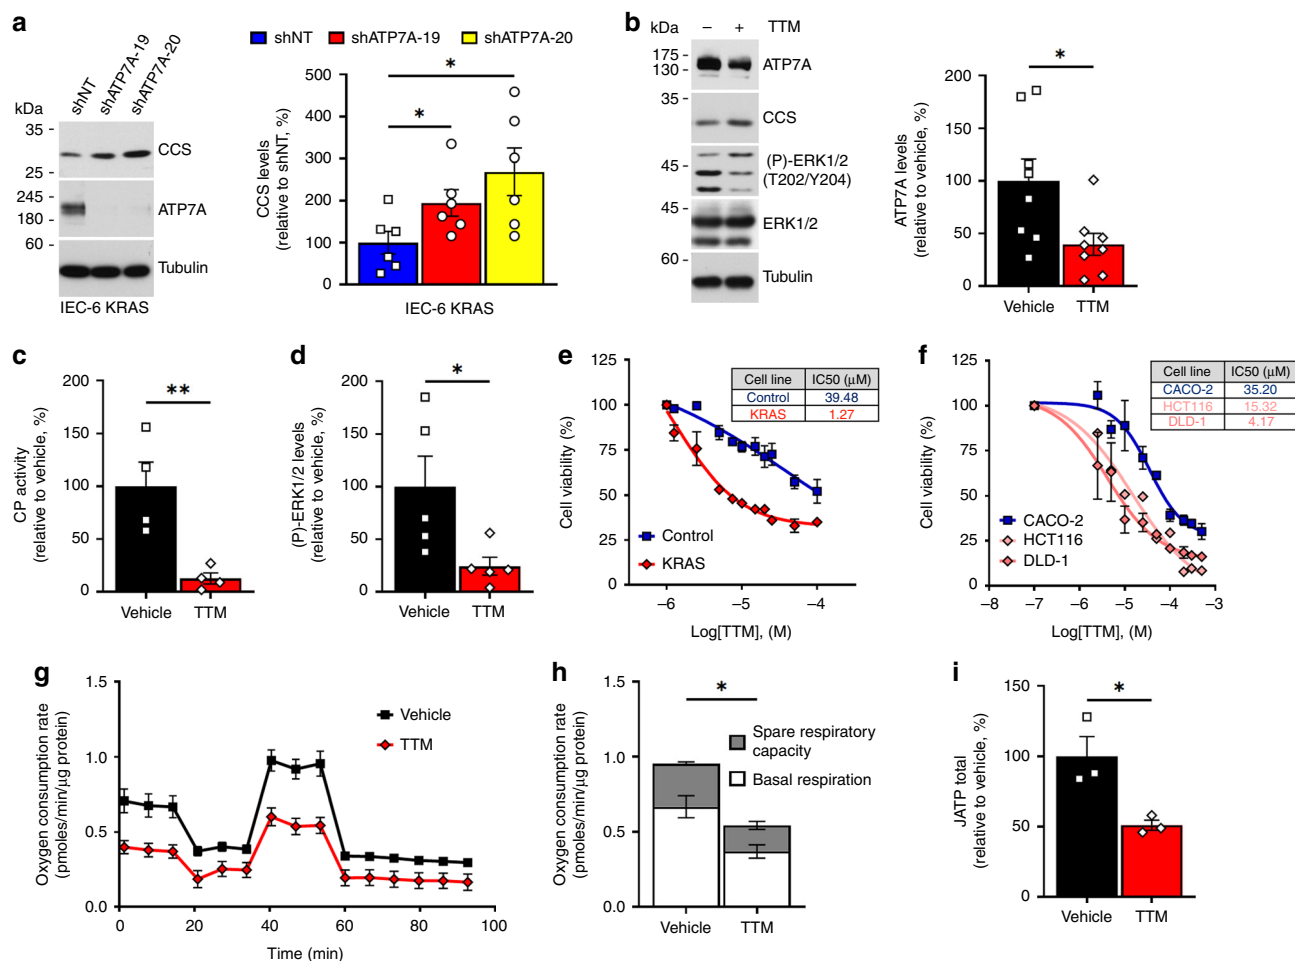 a
kDa
shNT
shATP7A-19
shATP7A-20
35 -
25 -
245 -
180 -
60 -
CCS
ATP7A
Tubulin
IEC-6 KRAS
shNT shATP7A-19 shATP7A-20
CCS levels
(relative to shNT, %)
500
400
300
200
100
0
*
*
IEC-6 KRAS
b
kDa – + TTM
175 -
130 -
35 -
45 -
45 -
60 -
ATP7A
CCS
(P)-ERK1/2
(T202/Y204)
ERK1/2
Tubulin
ATP7A levels
(relative to vehicle, %)
200
150
100
50
0
*
Vehicle TTM
c
CP activity
(relative to vehicle, %)
200
150
100
50
0
**
Vehicle TTM
d
(P)-ERK1/2 levels
(relative to vehicle, %)
200
150
100
50
0
*
Vehicle TTM
e
Cell viability (%)
125
100
75
50
25
0
Cell line IC50 (µM)
Control 39.48
KRAS 1.27
Control
KRAS
–6 –5 –4
Log[TTM], (M)
f
Cell viability (%)
125
100
75
50
25
0
Cell line IC50 (µM)
CACO-2 35.20
HCT116 15.32
DLD-1 4.17
CACO-2
HCT116
DLD-1
–8 –7 –6 –5 –4 –3
Log[TTM], (M)
g
Oxygen consumption rate
(pmoles/min/µg protein)
1.5
1.0
0.5
0.0
Vehicle
TTM
0 20 40 60 80 100
Time (min)
h
Oxygen consumption rate
(pmoles/min/µg protein)
1.5
1.0
0.5
0.0
*
Spare respiratory
capacity
Basal respiration
Vehicle TTM
i
JATP total
(relative to vehicle, %)
150
100
50
0
*
Vehicle TTM